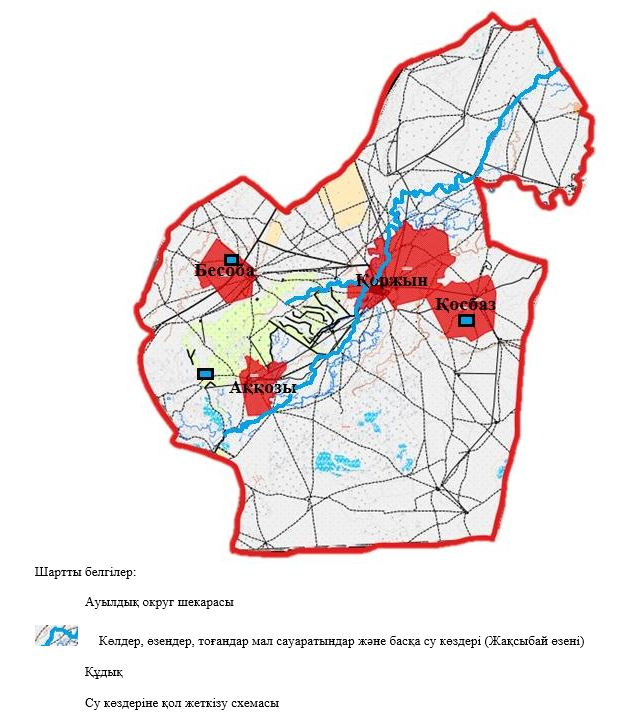 Бесоба
Қоржын
Қосбаз
Аққозы
Шартты белгілер:
Ауылдық округ шекарасы
Көлдер, өзендер, тоғандар мал сауаратындар және басқа су көздері (Жақсыбай өзені)
Құдық
Су көздеріне қол жеткізу схемасы